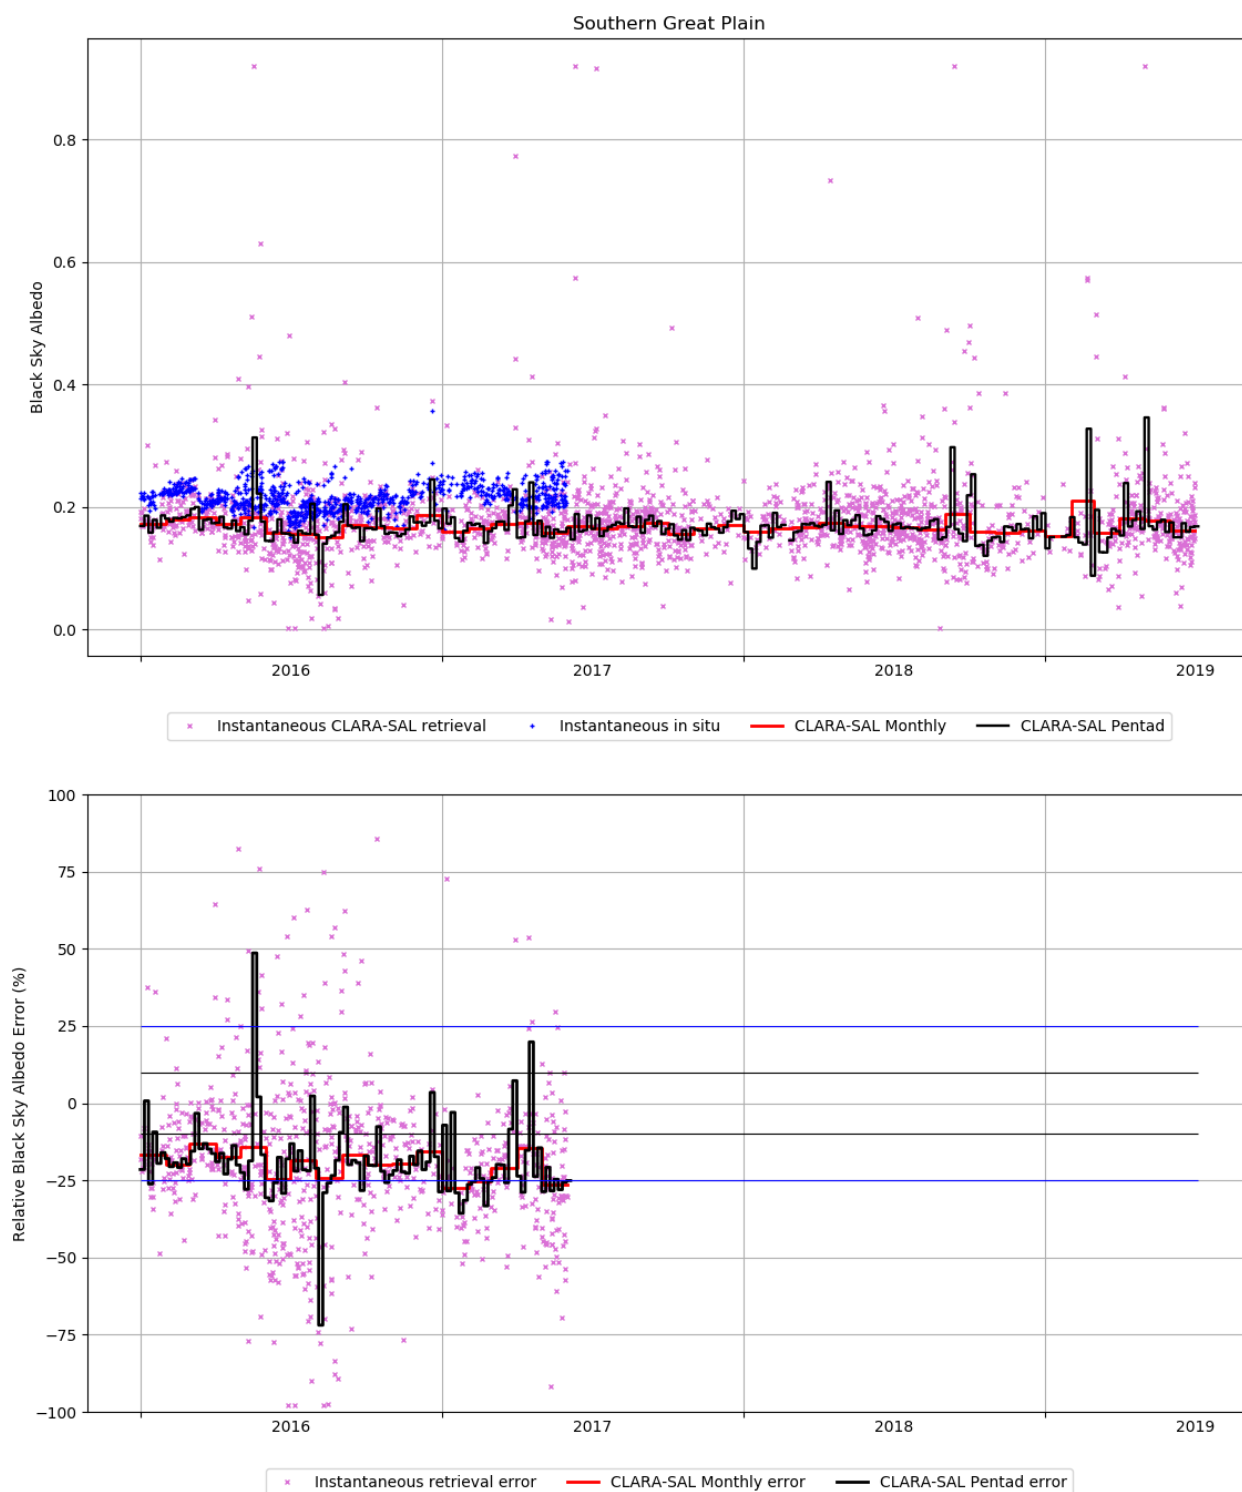 Southern Great Plain
Black Sky Albedo
0.8
0.6
0.4
0.2
0.0
2016 2017 2018 2019
Instantaneous CLARA-SAL retrieval Instantaneous in situ CLARA-SAL Monthly CLARA-SAL Pentad
Relative Black Sky Albedo Error (%)
100
75
50
25
0
−25
−50
−75
−100
2016 2017 2018 2019
Instantaneous retrieval error CLARA-SAL Monthly error CLARA-SAL Pentad error